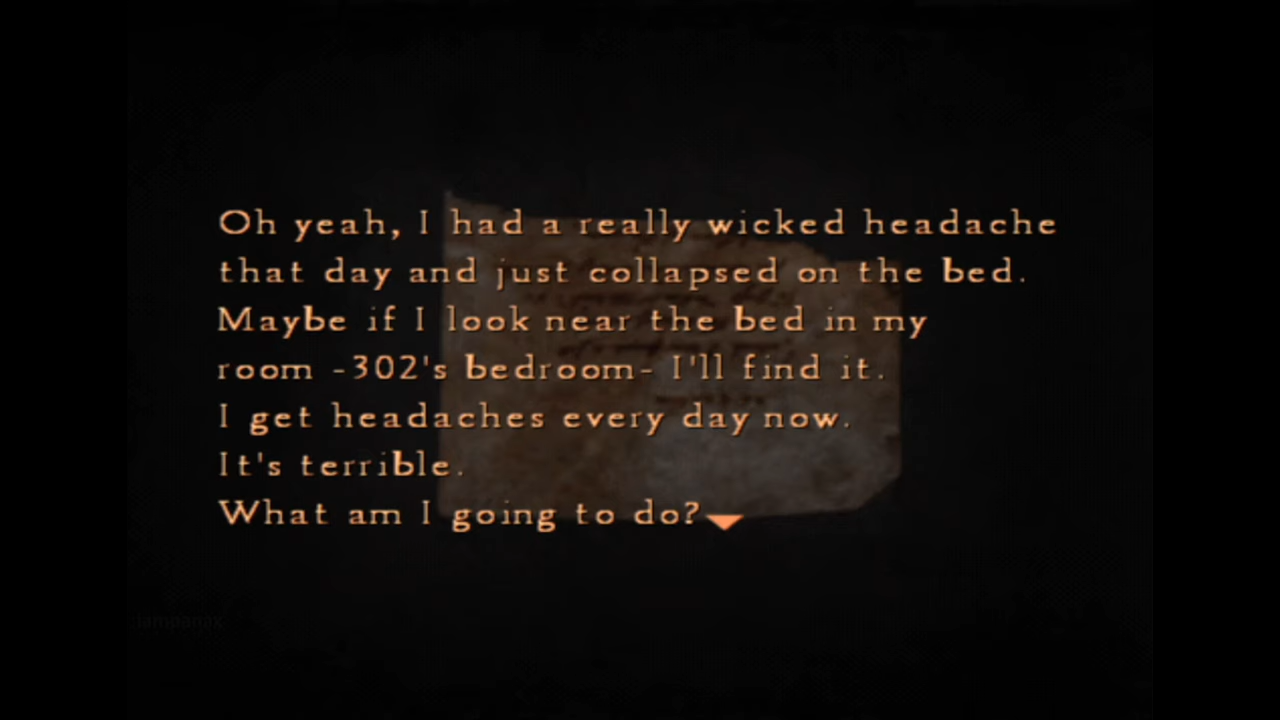 Oh yeah, I had a really wicked headache
that day and just collapsed on the bed.
Maybe if I look near the bed in my
room -302's bedroom- I'll find it.
I get headaches every day now.
It's terrible.
What am I going to do?